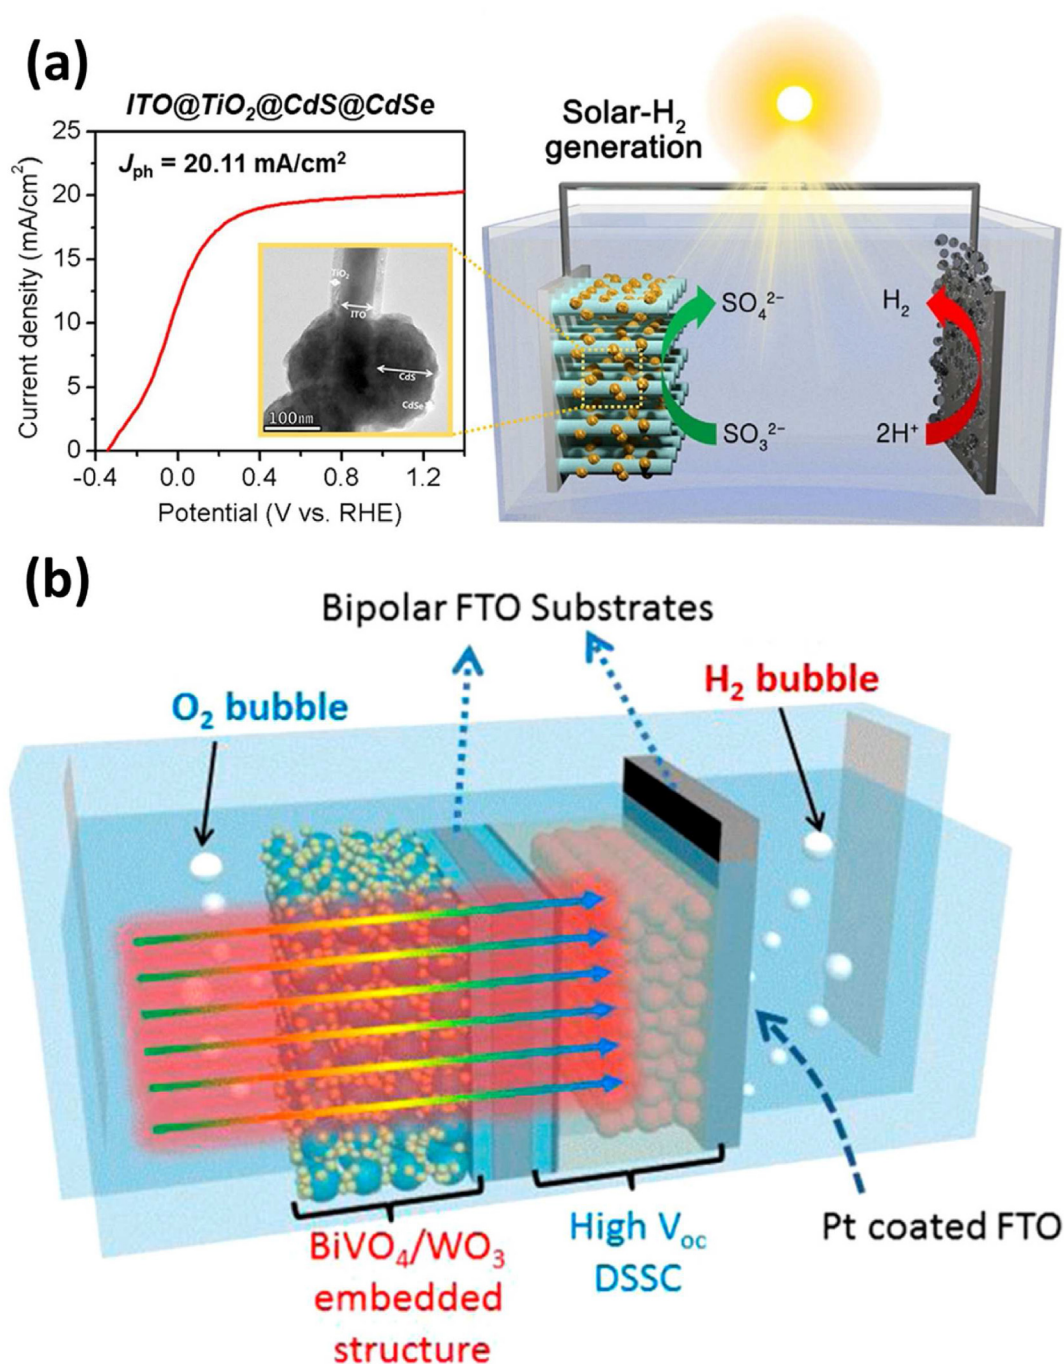 (a)
ITO@TiO₂@CdS@CdSe
J_ph = 20.11 mA/cm²
Current density (mA/cm²)
25
20
15
10
5
0
-0.4
0.0
0.4
0.8
1.2
Potential (V vs. RHE)
TiO₂
ITO
CdS
CdSe
100nm
Solar-H₂
generation
SO₄²⁻
SO₃²⁻
H₂
2H⁺
(b)
Bipolar FTO Substrates
O₂ bubble
H₂ bubble
BiVO₄/WO₃
embedded
structure
High V_oc
DSSC
Pt coated FTO